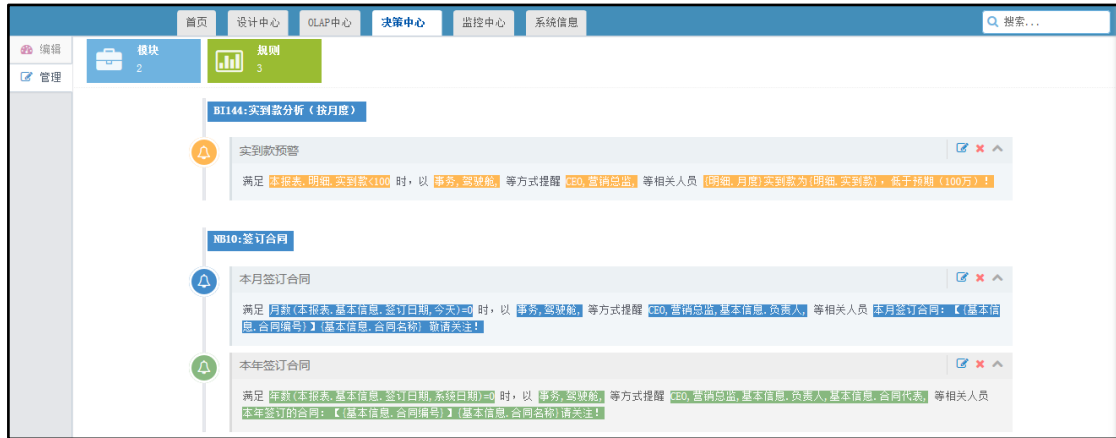 首页 设计中心 OLAP中心 决策中心 监控中心 系统信息 搜索...
编辑
管理
模块
2
规则
3
BI144:实到款分析（按月度）
实到款预警
满足 本报表.明细.实到款<100 时，以 事务,驾驶舱, 等方式提醒 CEO,营销总监, 等相关人员 {明细.月度}实到款为{明细.实到款}，低于预期（100万）！
NB10:签订合同
本月签订合同
满足 月数(本报表.基本信息.签订日期,今天)=0 时，以 事务,驾驶舱, 等方式提醒 CEO,营销总监,基本信息.负责人, 等相关人员 本月签订合同：【{基本信
息.合同编号}】{基本信息.合同名称} 敬请关注！
本年签订合同
满足 年数(本报表.基本信息.签订日期,系统日期)=0 时，以 事务,驾驶舱, 等方式提醒 CEO,营销总监,基本信息.负责人,基本信息.合同代表, 等相关人员
本年签订的合同：【{基本信息.合同编号}】{基本信息.合同名称}请关注！